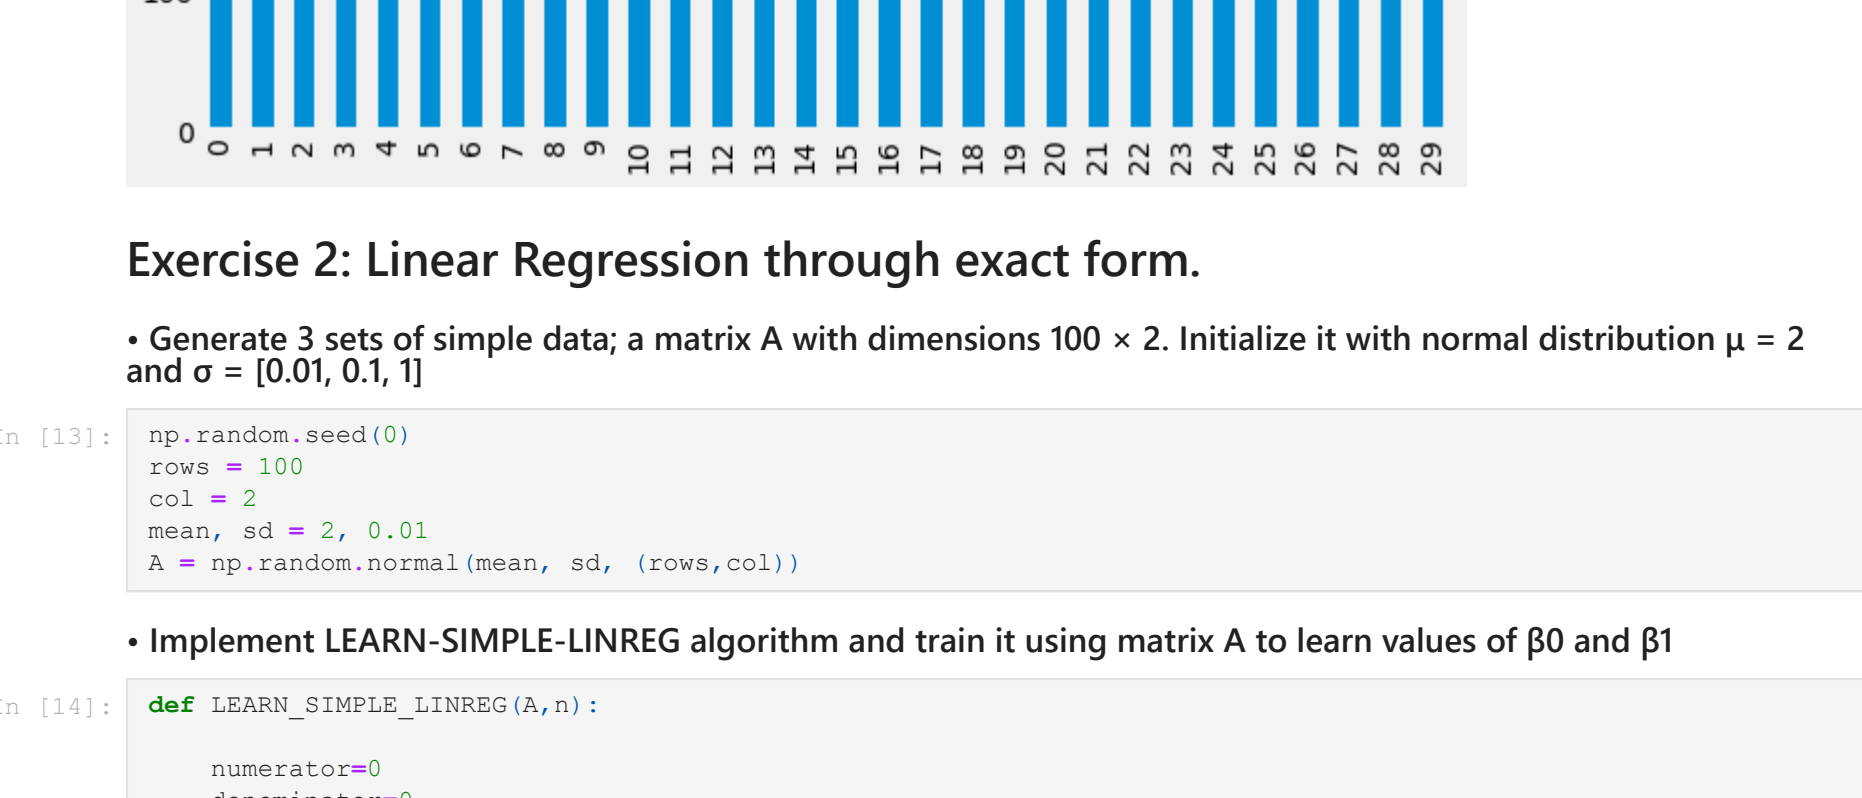 100
0
0 1 2 3 4 5 6 7 8 9 10 11 12 13 14 15 16 17 18 19 20 21 22 23 24 25 26 27 28 29
Exercise 2: Linear Regression through exact form.
• Generate 3 sets of simple data; a matrix A with dimensions 100 × 2. Initialize it with normal distribution μ = 2
and σ = [0.01, 0.1, 1]
In [13]:
np.random.seed(0)
rows = 100
col = 2
mean, sd = 2, 0.01
A = np.random.normal(mean, sd, (rows,col))
• Implement LEARN-SIMPLE-LINREG algorithm and train it using matrix A to learn values of β0 and β1
In [14]:
def LEARN_SIMPLE_LINREG(A,n):
numerator=0
denominator=0